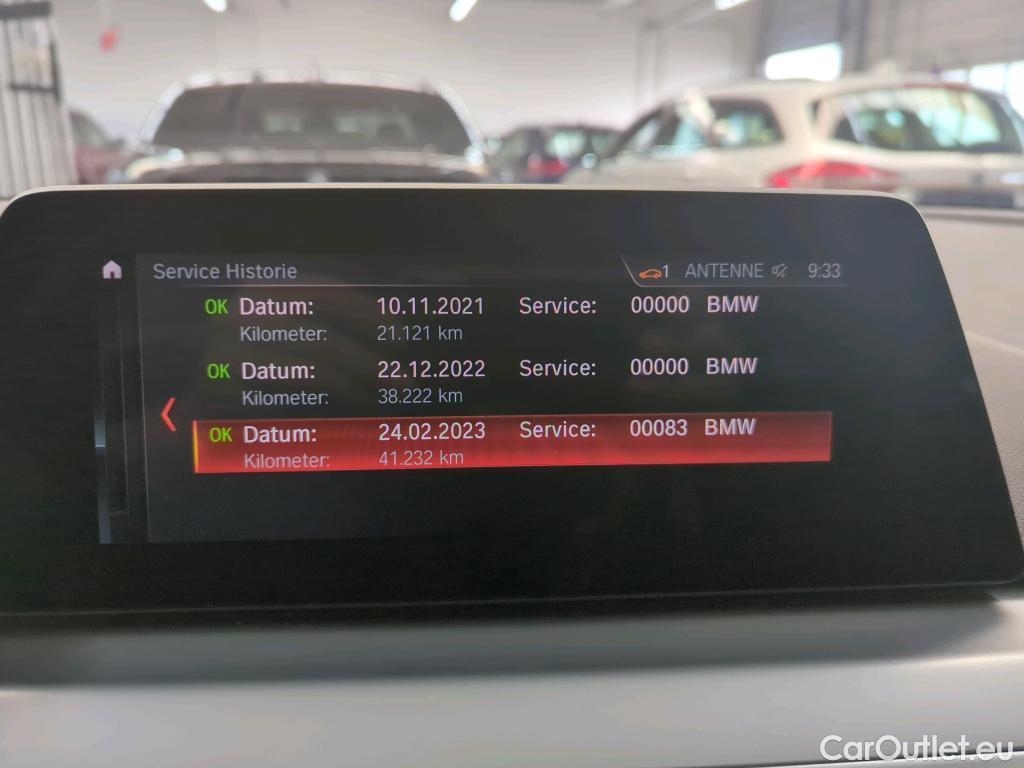 Service Historie 1 ANTENNE 9:33
OK Datum: 10.11.2021 Service: 00000 BMW
Kilometer: 21.121 km
OK Datum: 22.12.2022 Service: 00000 BMW
Kilometer: 38.222 km
OK Datum: 24.02.2023 Service: 00083 BMW
Kilometer: 41.232 km
CarOutlet.eu